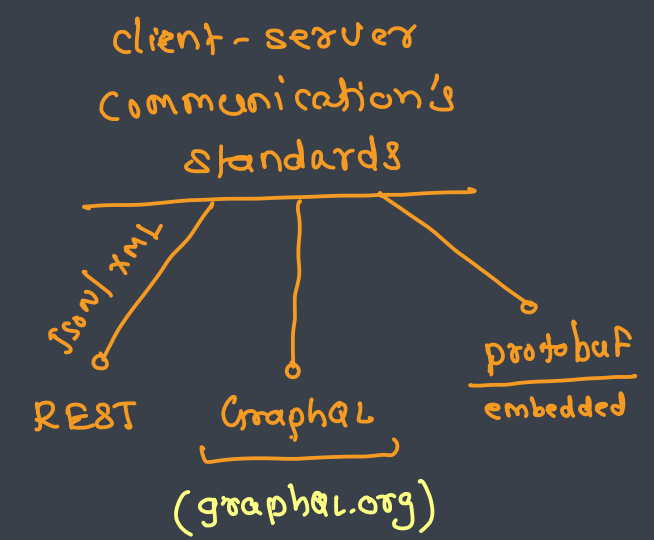 client-server
communication's
standards
JSON/XML
REST
GraphQL
protobuf
embedded
(graphQL.org)